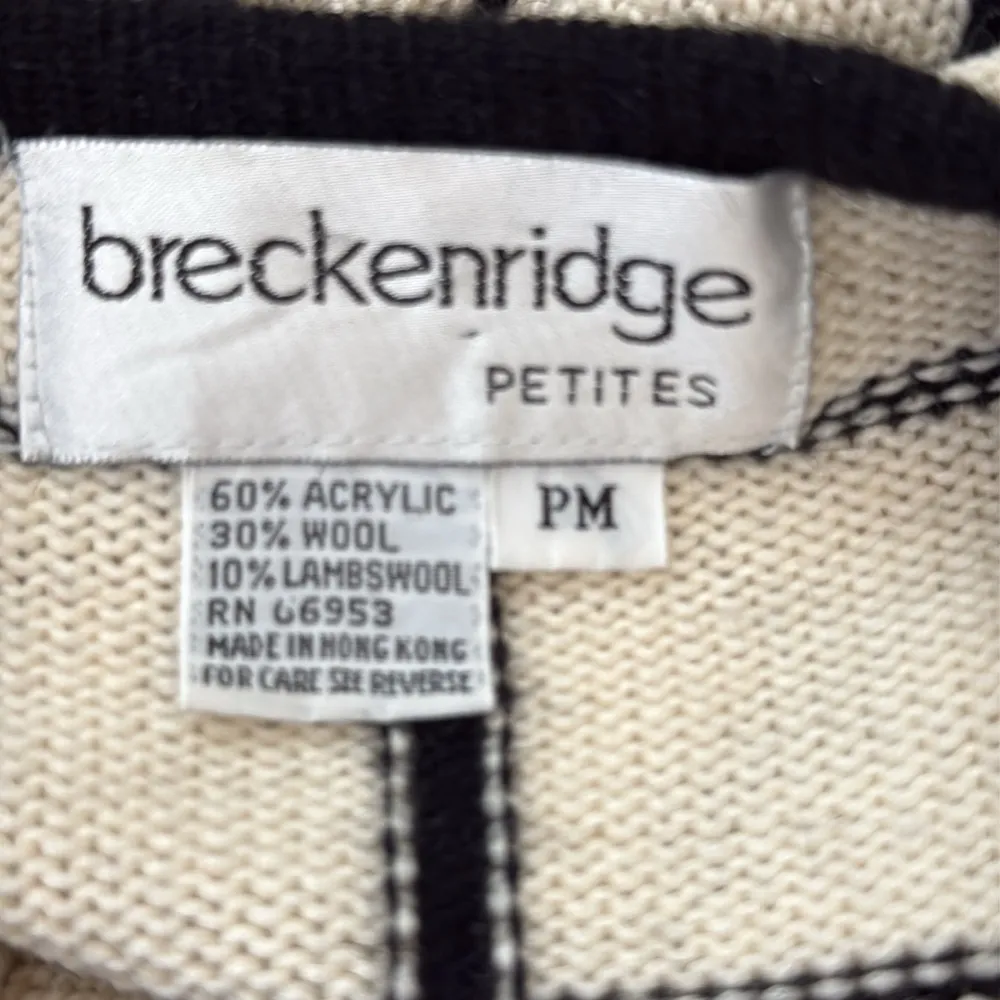 breckenridge
PETITES
PM
60% ACRYLIC
30% WOOL
10% LAMBSWOOL
RN 66953
MADE IN HONG KONG
FOR CARE SEE REVERSE